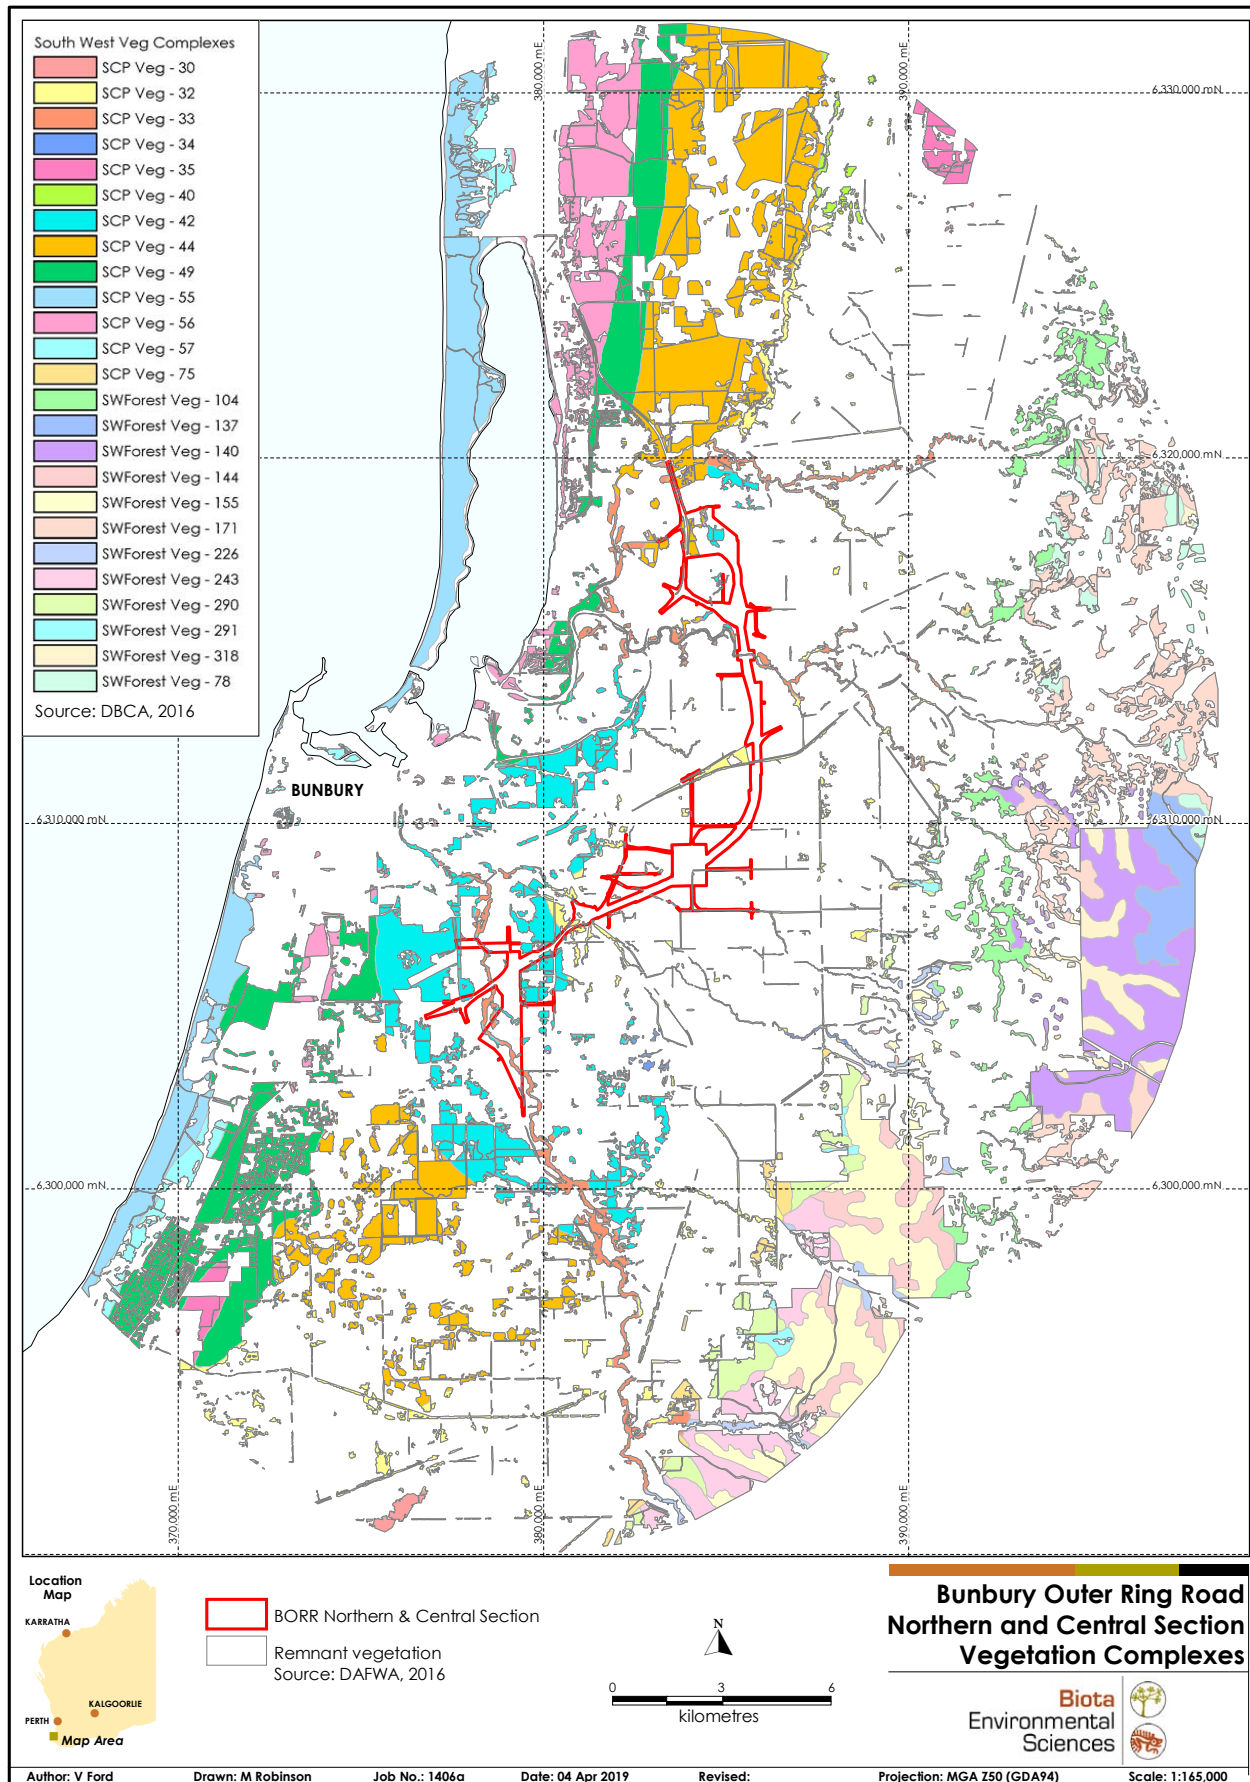 South West Veg Complexes
SCP Veg - 30
SCP Veg - 32
SCP Veg - 33
SCP Veg - 34
SCP Veg - 35
SCP Veg - 40
SCP Veg - 42
SCP Veg - 44
SCP Veg - 49
SCP Veg - 55
SCP Veg - 56
SCP Veg - 57
SCP Veg - 75
SWForest Veg - 104
SWForest Veg - 137
SWForest Veg - 140
SWForest Veg - 144
SWForest Veg - 155
SWForest Veg - 171
SWForest Veg - 226
SWForest Veg - 243
SWForest Veg - 290
SWForest Veg - 291
SWForest Veg - 318
SWForest Veg - 78
Source: DBCA, 2016
380,000 mE
390,000 mE
6,330,000 mN
6,320,000 mN
BUNBURY
6,310,000 mN
6,310,000 mN
6,300,000 mN
6,300,000 mN
370,000 mE
380,000 mE
390,000 mE
Location
Map
KARRATHA
KALGOORLIE
PERTH
Map Area
BORR Northern & Central Section
Remnant vegetation
Source: DAFWA, 2016
N
0 3 6
kilometres
Bunbury Outer Ring Road
Northern and Central Section
Vegetation Complexes
Biota
Environmental
Sciences
Author: V Ford Drawn: M Robinson Job No.: 1406a Date: 04 Apr 2019 Revised: Projection: MGA Z50 (GDA94) Scale: 1:165,000